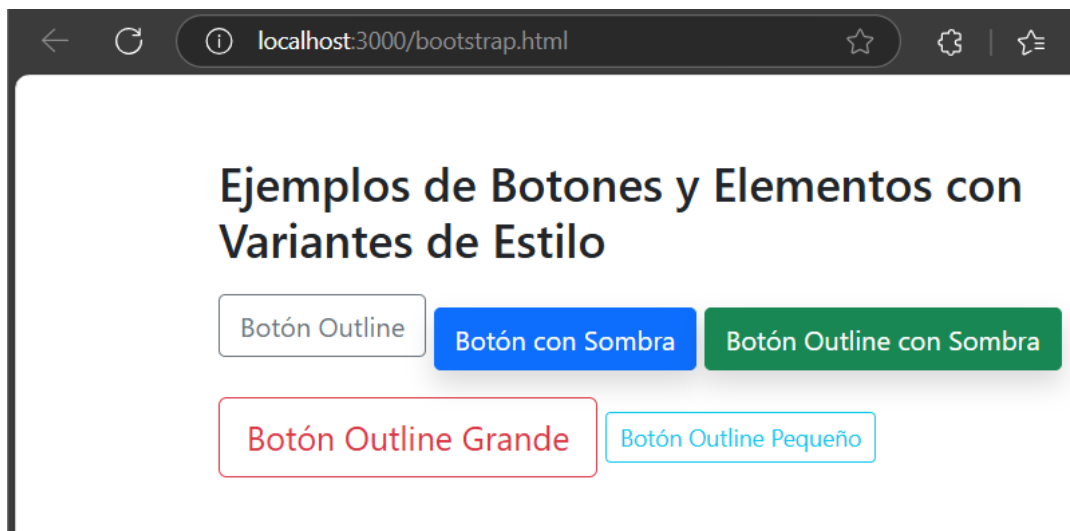 localhost:3000/bootstrap.html
Ejemplos de Botones y Elementos con
Variantes de Estilo
Botón Outline
Botón con Sombra
Botón Outline con Sombra
Botón Outline Grande
Botón Outline Pequeño